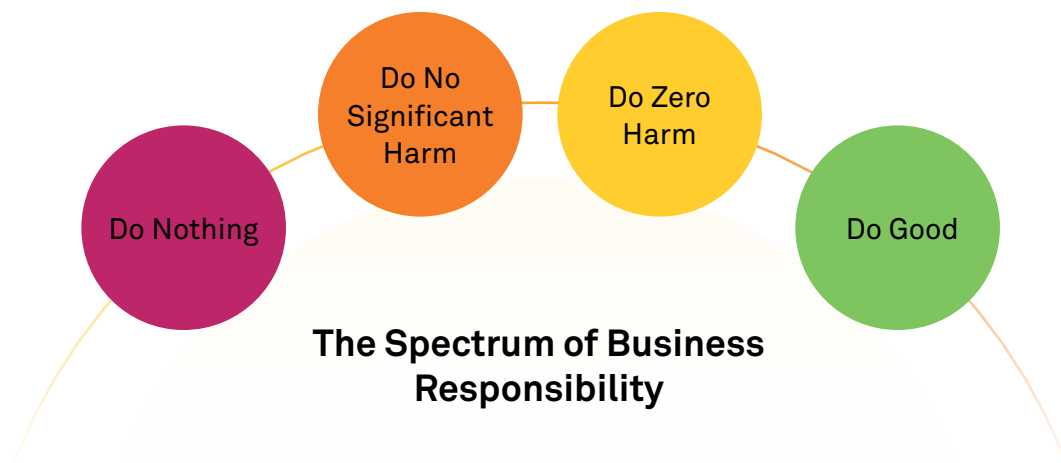 Do Nothing
Do No
Significant
Harm
Do Zero
Harm
Do Good
The Spectrum of Business
Responsibility